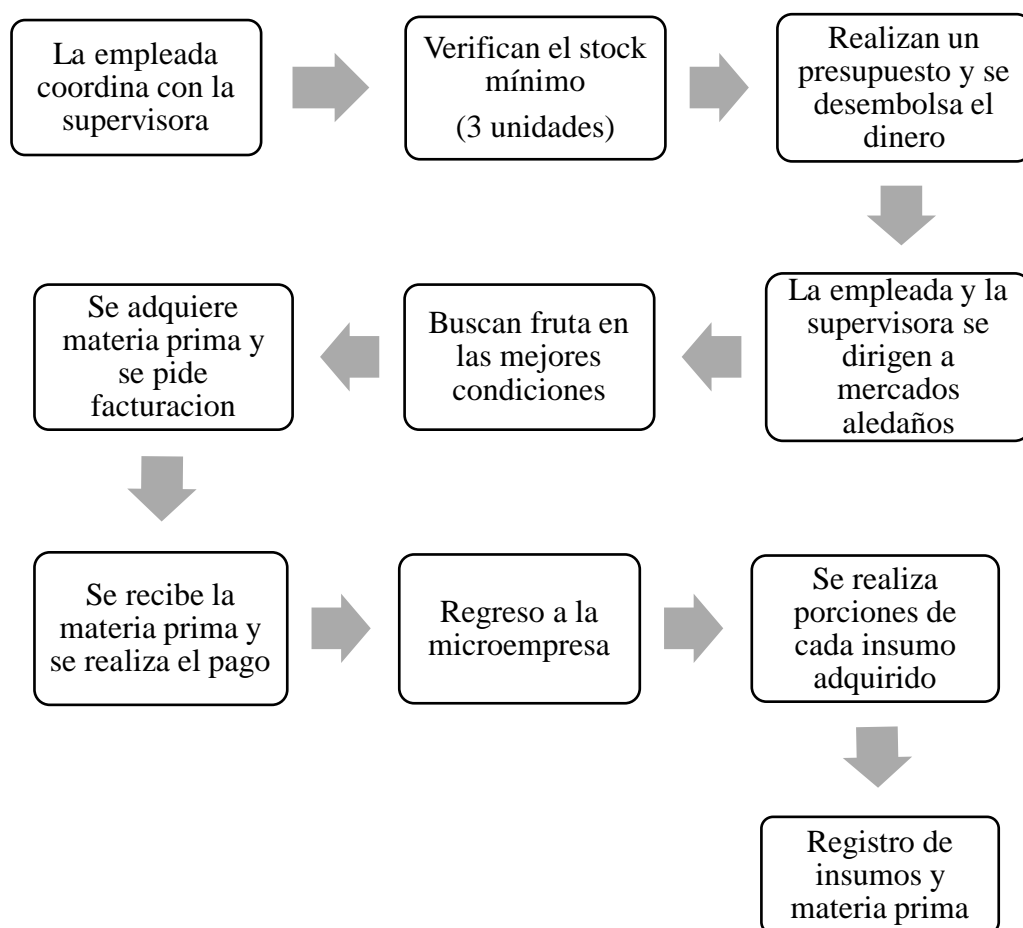 La empleada
coordina con la
supervisora
Verifican el stock
mínimo
(3 unidades)
Realizan un
presupuesto y se
desembolsa el
dinero
La empleada y la
supervisora se
dirigen a
mercados
aledaños
Buscan fruta en
las mejores
condiciones
Se adquiere
materia prima y
se pide
facturacion
Se recibe la
materia prima y
se realiza el pago
Regreso a la
microempresa
Se realiza
porciones de
cada insumo
adquirido
Registro de
insumos y
materia prima